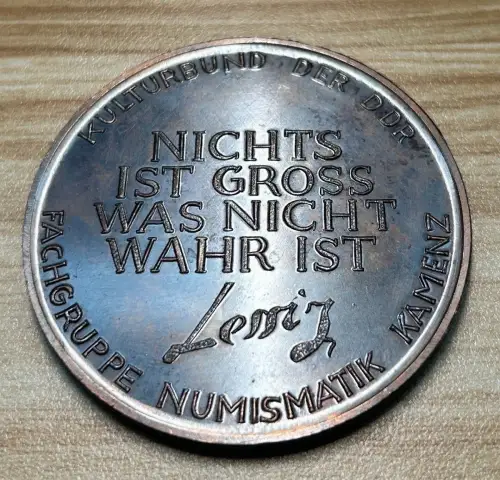 KULTURBUND DER DDR
NICHTS
IST GROSS
WAS NICHT
WAHR IST
Lessing
FACHGRUPPE NUMISMATIK KAMENZ